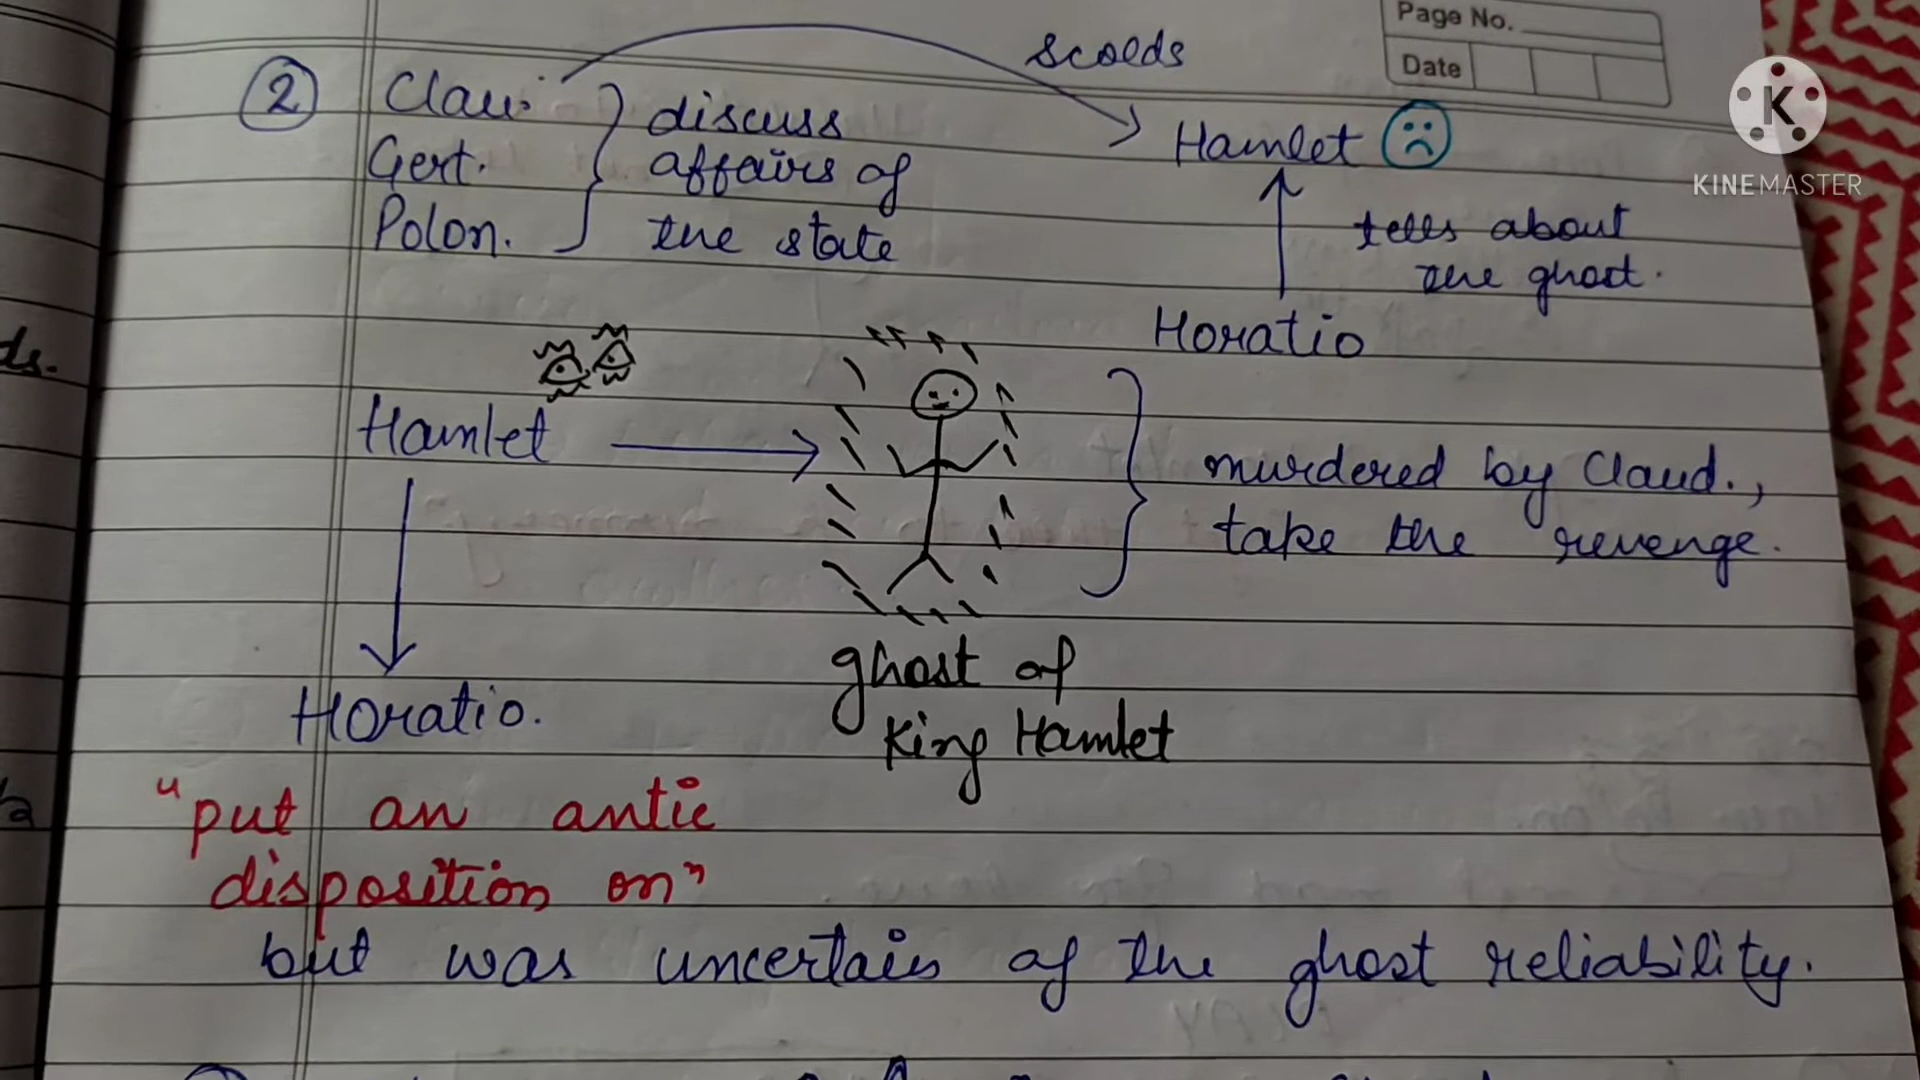 Page No.
Date
K
KINEMASTER
scolds
2 Clau. discuss
Gert. affairs of
Polon. the state
Hamlet
tells about
the ghost.
Horatio
Hamlet
murdered by Claud.,
take the revenge.
ghost of
King Hamlet
Horatio.
"put an antic
disposition on"
but was uncertain of the ghost reliability.